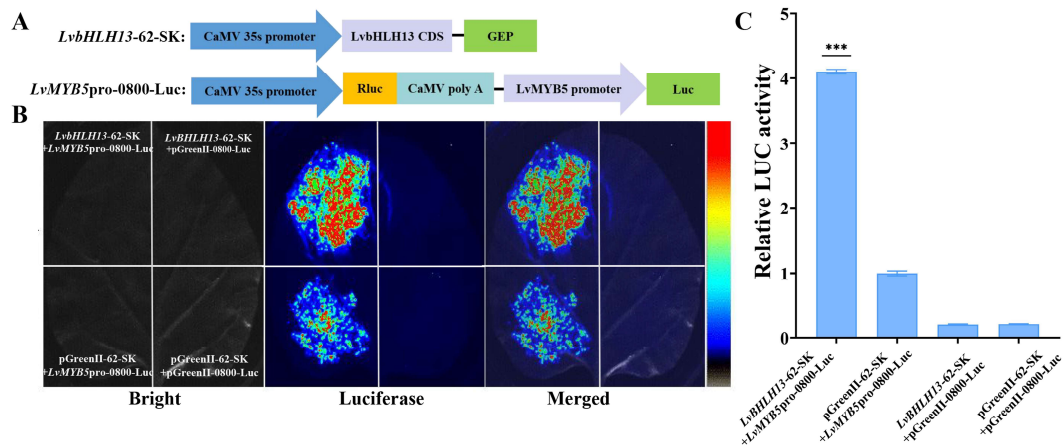 A
LvbHLH13-62-SK:
CaMV 35s promoter
LvbHLH13 CDS
GEP
LvMYB5pro-0800-Luc:
CaMV 35s promoter
Rluc
CaMV poly A
LvMYB5 promoter
Luc
B
LvbHLH13-62-SK
+LvMYB5pro-0800-Luc
LvBHLH13-62-SK
+pGreenII-0800-Luc
pGreenII-62-SK
+LvMYB5pro-0800-Luc
pGreenII-62-SK
+pGreenII-0800-Luc
Bright
Luciferase
Merged
C
Relative LUC activity
5
4
3
2
1
0
***
LvBHLH13-62-SK
+LvMYB5pro-0800-Luc
pGreenII-62-SK
+LvMYB5pro-0800-Luc
LvBHLH13-62-SK
+pGreenII-0800-Luc
pGreenII-62-SK
+pGreenII-0800-Luc